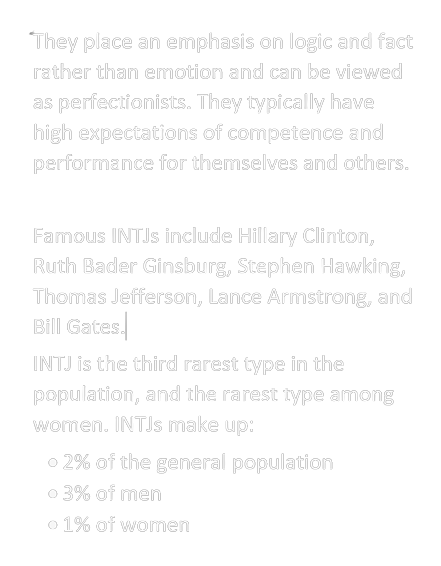 They place an emphasis on logic and fact
rather than emotion and can be viewed
as perfectionists. They typically have
high expectations of competence and
performance for themselves and others.
Famous INTJs include Hillary Clinton,
Ruth Bader Ginsburg, Stephen Hawking,
Thomas Jefferson, Lance Armstrong, and
Bill Gates.
INTJ is the third rarest type in the
population, and the rarest type among
women. INTJs make up:
○ 2% of the general population
○ 3% of men
○ 1% of women